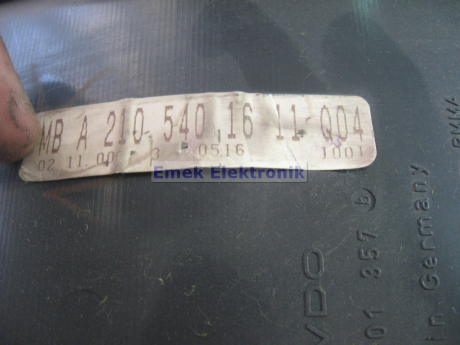 MB A 210 540 16 11 Q04
02 11 00 3 0516 1001
Emek Elektronik
VDO
01 357 b
in Germany